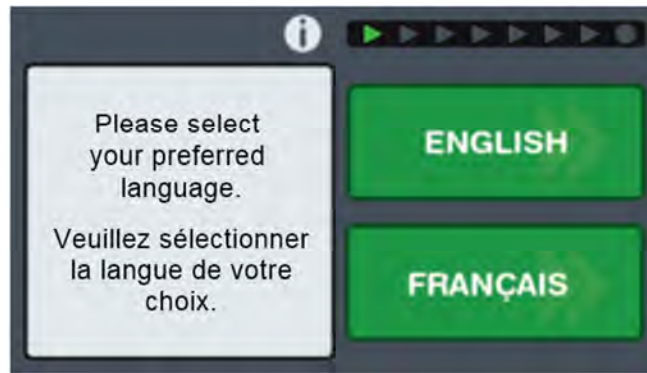 Please select
your preferred
language.
Veuillez sélectionner
la langue de votre
choix.
ENGLISH
FRANÇAIS